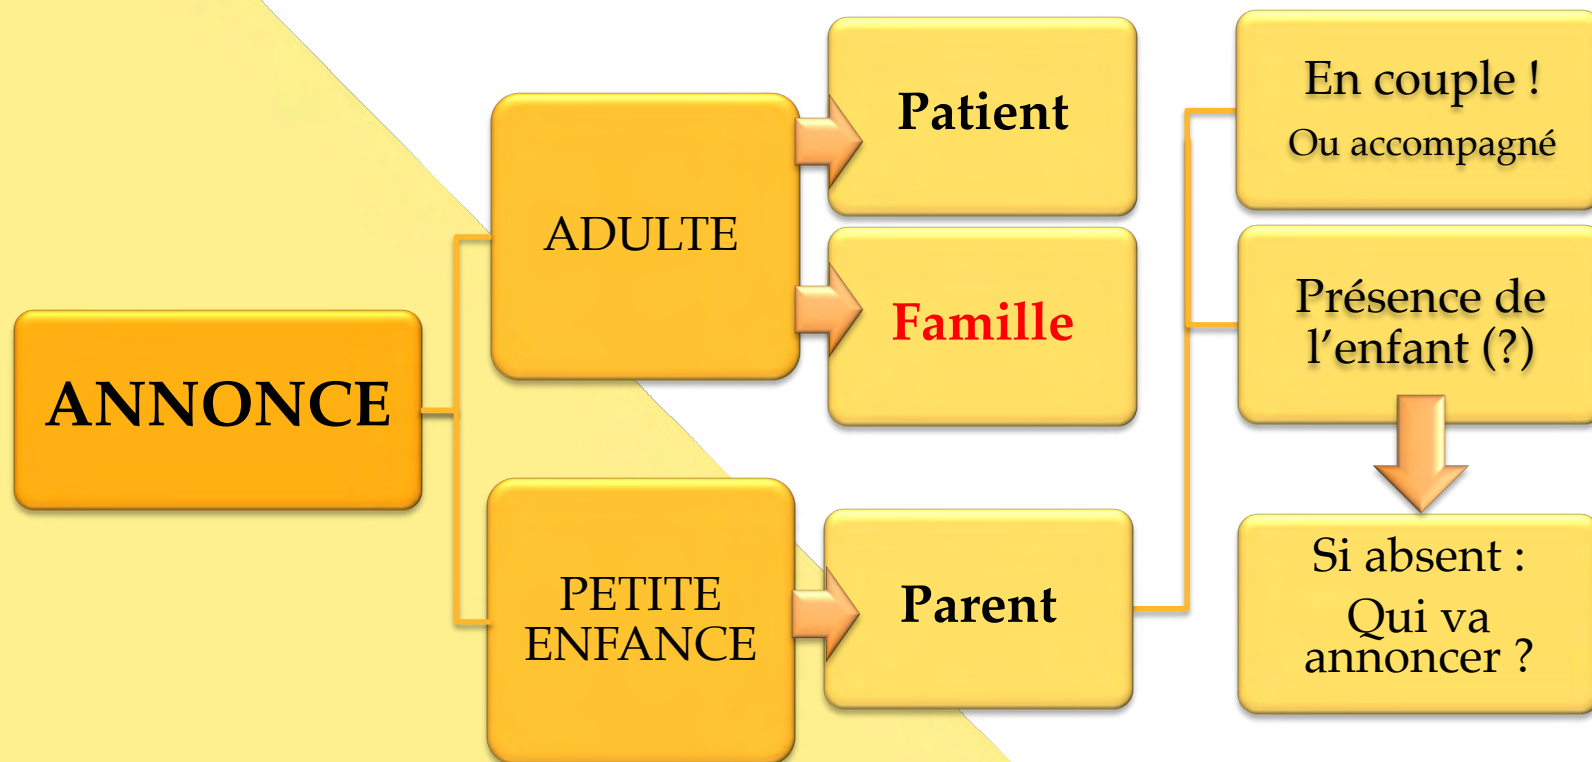 ANNONCE
ADULTE
Patient
Famille
PETITE
ENFANCE
Parent
En couple !
Ou accompagné
Présence de
l’enfant (?)
Si absent :
Qui va
annoncer ?